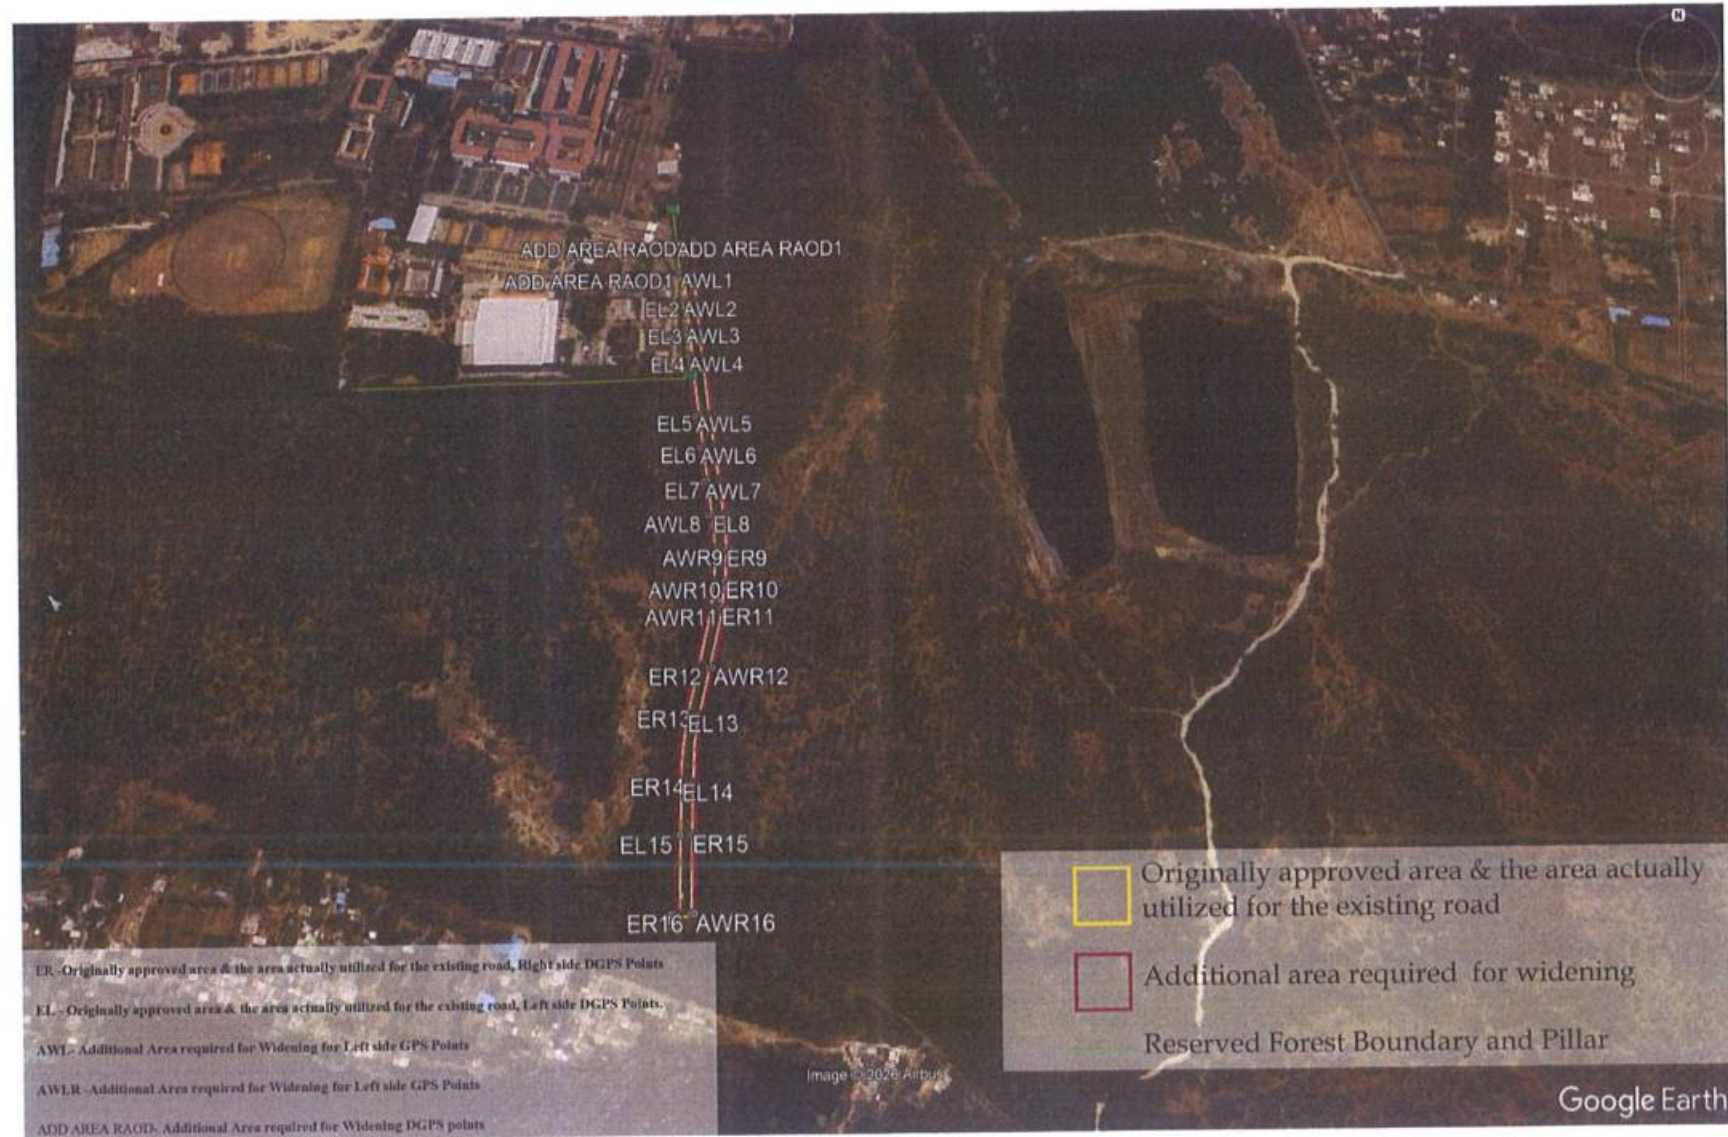 N
ADD AREA RAOD ADD AREA RAOD1
ADD AREA RAOD1 AWL1
EL2 AWL2
EL3 AWL3
EL4 AWL4
EL5 AWL5
EL6 AWL6
EL7 AWL7
AWL8 EL8
AWR9 ER9
AWR10 ER10
AWR11 ER11
ER12 AWR12
ER13 EL13
ER14 EL14
EL15 ER15
ER16 AWR16
Originally approved area & the area actually
utilized for the existing road
Additional area required for widening
Reserved Forest Boundary and Pillar
ER -Originally approved area & the area actually utilized for the existing road, Right side DGPS Points
EL - Originally approved area & the area actually utilized for the existing road, Left side DGPS Points.
AWL- Additional Area required for Widening for Left side GPS Points
AWLR -Additional Area required for Widening for Left side GPS Points
ADD AREA RAOD- Additional Area required for Widening DGPS points
Image © 2026 Airbus
Google Earth